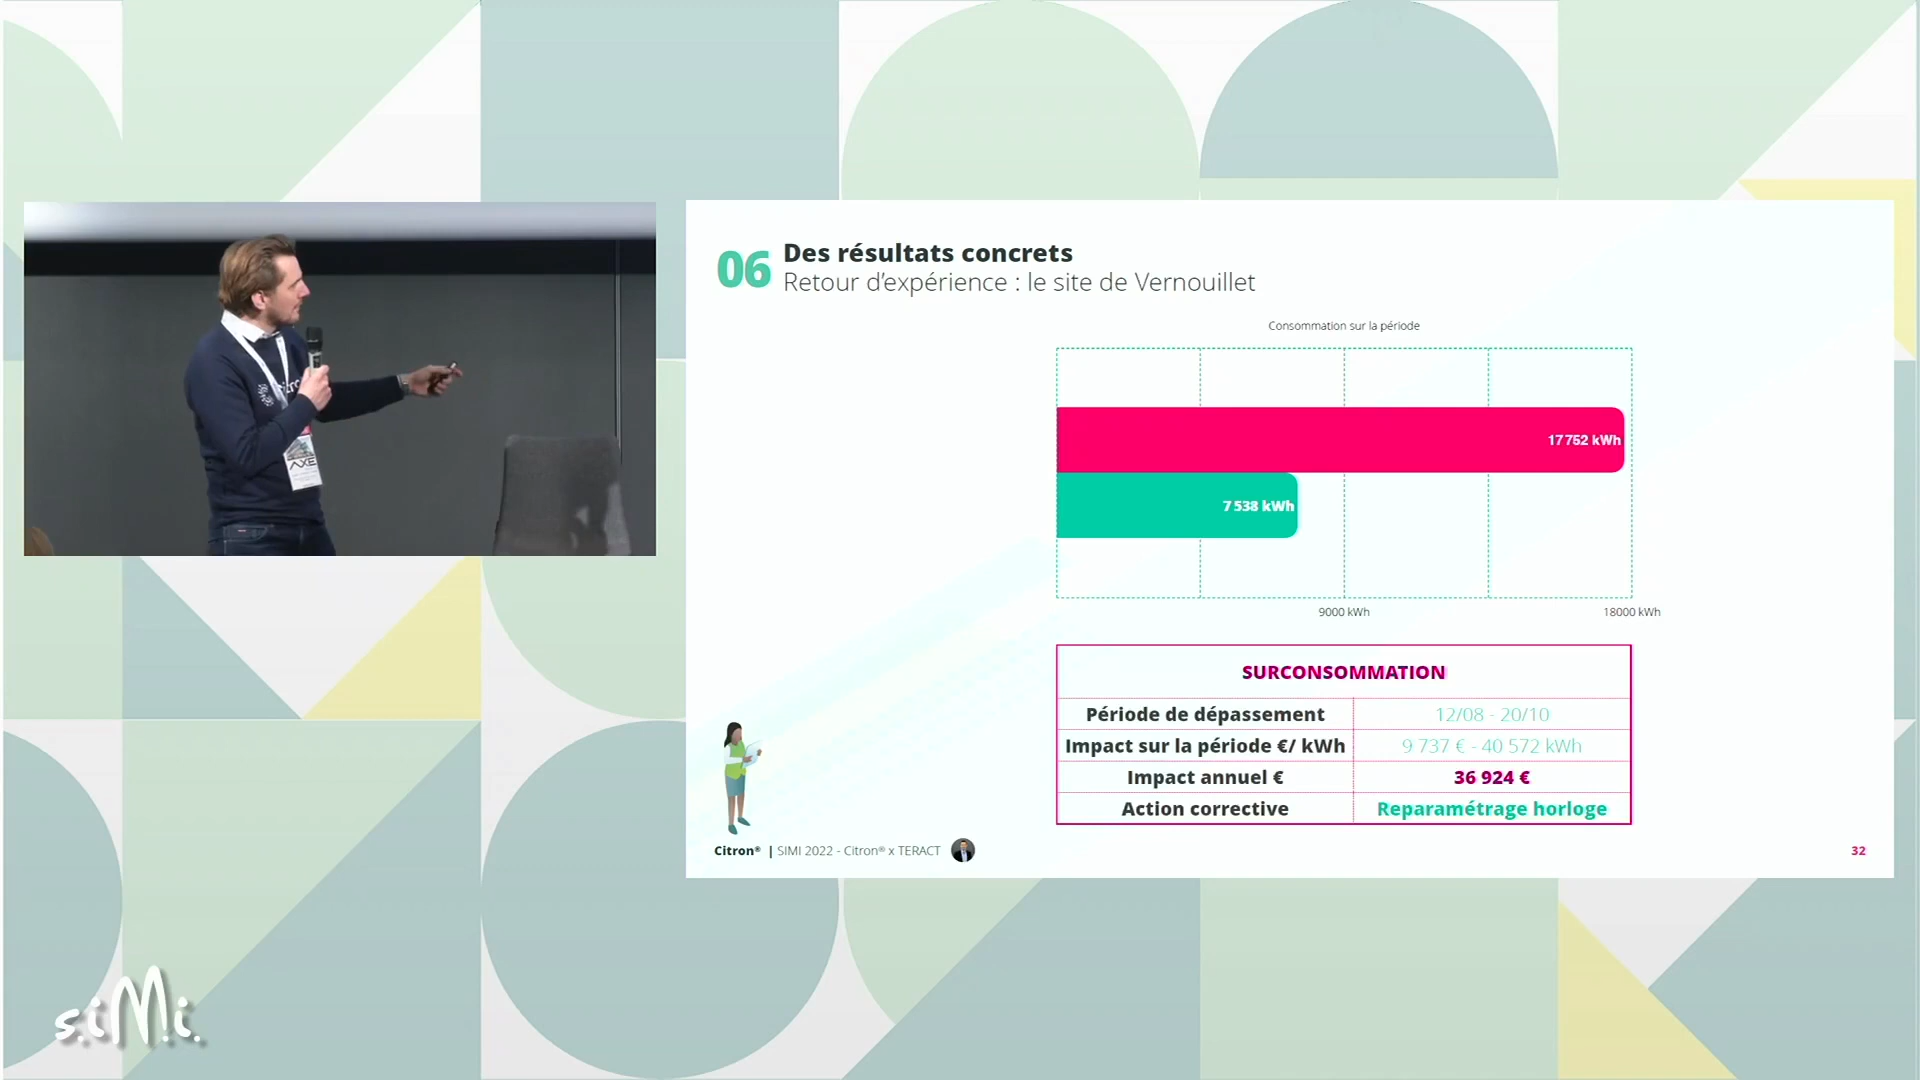 06
Des résultats concrets
Retour d'expérience : le site de Vernouillet
Consommation sur la période
17 752 kWh
7 538 kWh
9000 kWh
18000 kWh
SURCONSOMMATION
Période de dépassement
12/08 - 20/10
Impact sur la période €/ kWh
9 737 € - 40 572 kWh
Impact annuel €
36 924 €
Action corrective
Reparamétrage horloge
Citron® | SIMI 2022 - Citron® x TERACT
32
AXE
s.iMi.